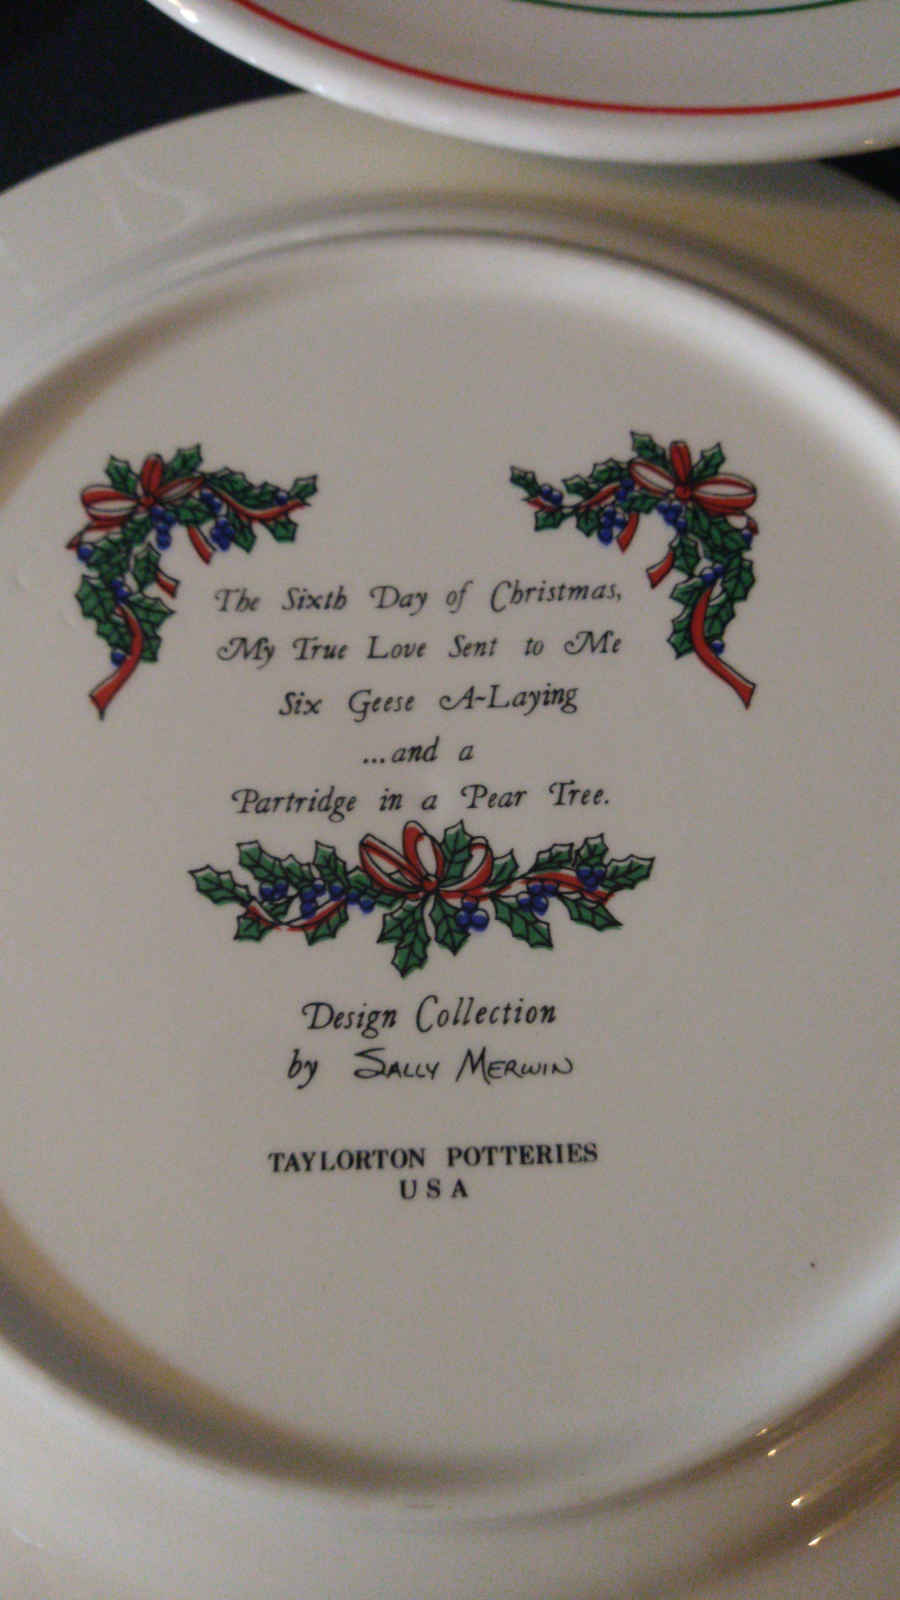 The Sixth Day of Christmas,
My True Love Sent to Me
Six Geese A-Laying
...and a
Partridge in a Pear Tree.
Design Collection
by SALLY MERWIN
TAYLORTON POTTERIES
USA